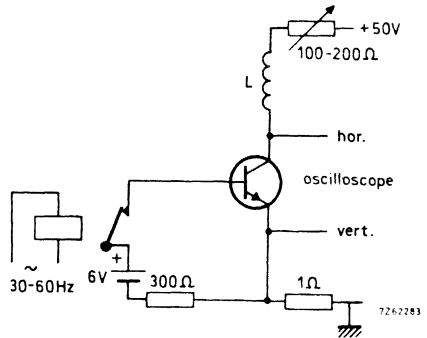 +50V
100-200Ω
L
hor.
oscilloscope
vert.
+
6V
300Ω
1Ω
~
30-60Hz
7Z62283